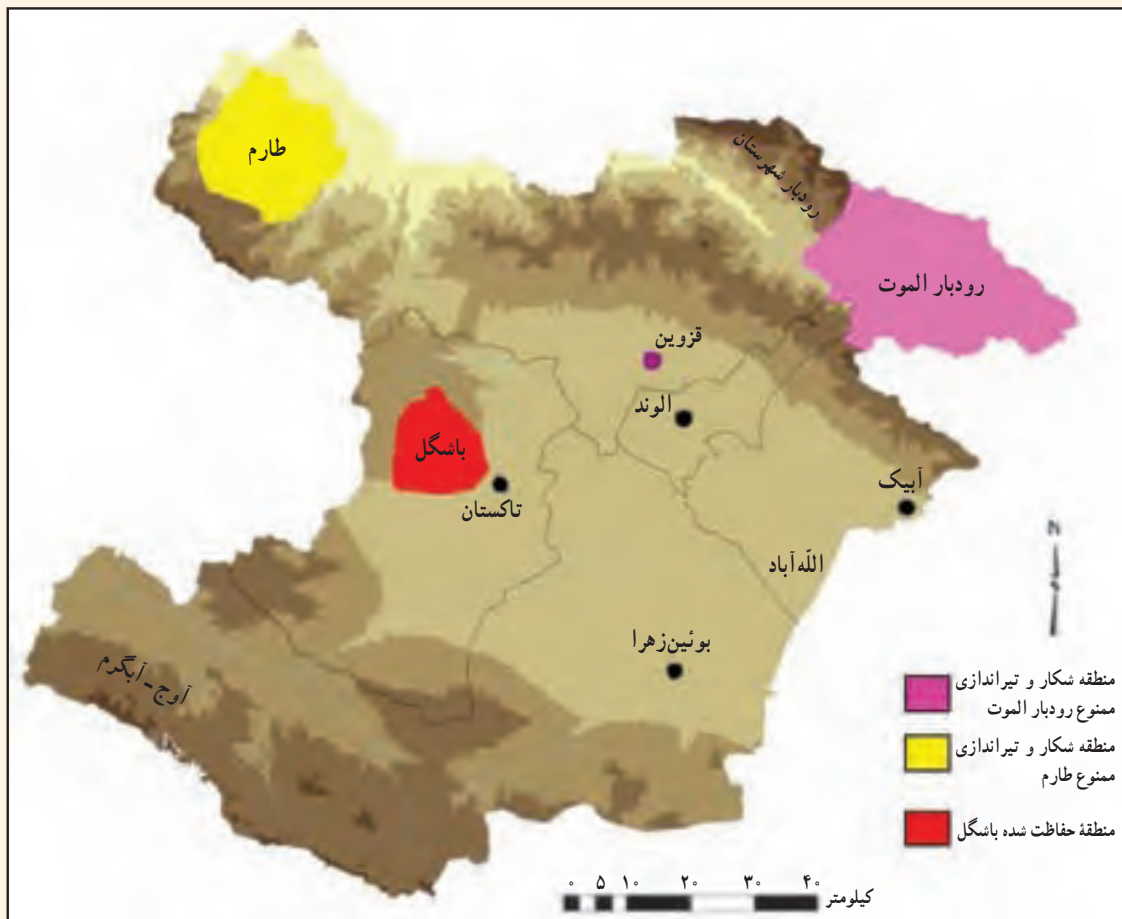 طارم
رودبار شهرستان
رودبار الموت
قزوین
الوند
باشگل
تاکستان
آبیک
اللّه‌آباد
بوئین‌زهرا
آوج-آبگرم
N
منطقه شکار و تیراندازی
ممنوع رودبار الموت
منطقه شکار و تیراندازی
ممنوع طارم
منطقهٔ حفاظت شده باشگل
۰ ۵ ۱۰ ۲۰ ۳۰ ۴۰ کیلومتر